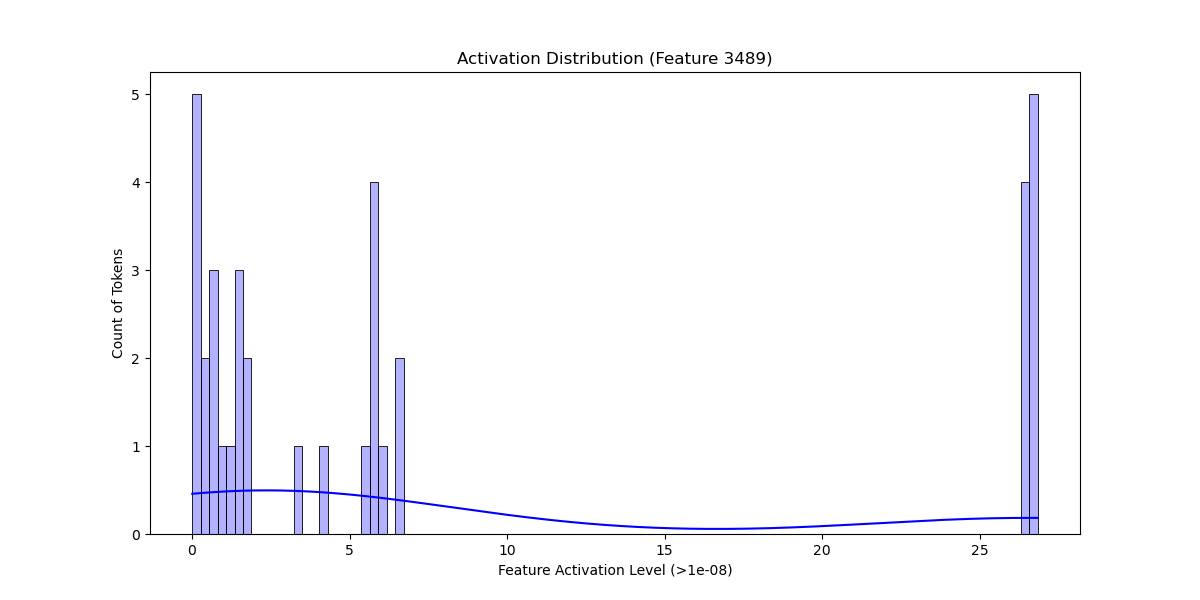 Activation Distribution (Feature 3489)
5
4
3
2
1
0
Count of Tokens
0 5 10 15 20 25
Feature Activation Level (>1e-08)